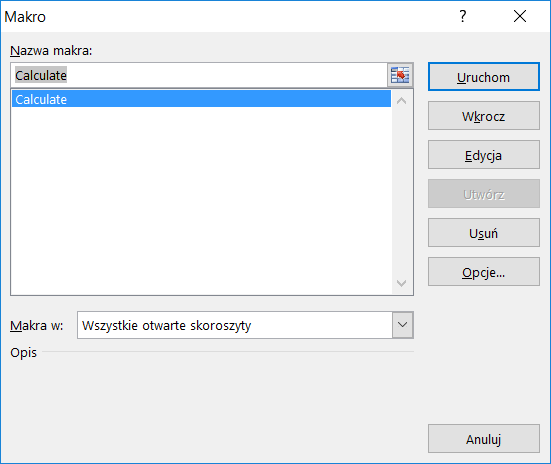 Makro
?
Nazwa makra:
Calculate
Calculate
Uruchom
Wkrocz
Edycja
Utwórz
Usuń
Opcje...
Makra w:
Wszystkie otwarte skoroszyty
Opis
Anuluj